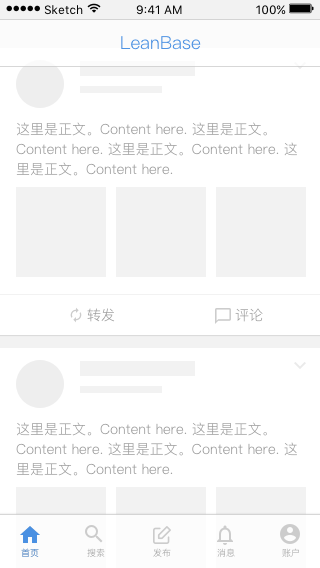 Sketch 9:41 AM 100%
LeanBase
这里是正文。Content here. 这里是正文。
Content here. 这里是正文。Content here. 这
里是正文。Content here.
转发 评论
这里是正文。Content here. 这里是正文。
Content here. 这里是正文。Content here. 这
里是正文。Content here.
首页 搜索 发布 消息 账户